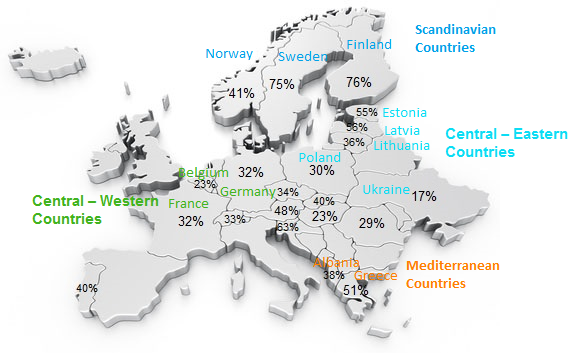 Scandinavian
Countries
Finland
Norway
Sweden
75%
76%
41%
55%
Estonia
56%
Latvia
36%
Lithuania
Central – Eastern
Countries
Poland
30%
Belgium
23%
32%
Germany
34%
Ukraine
17%
Central – Western
Countries
France
32%
33%
40%
48%
23%
63%
29%
Albania
38%
Greece
51%
Mediterranean
Countries
40%